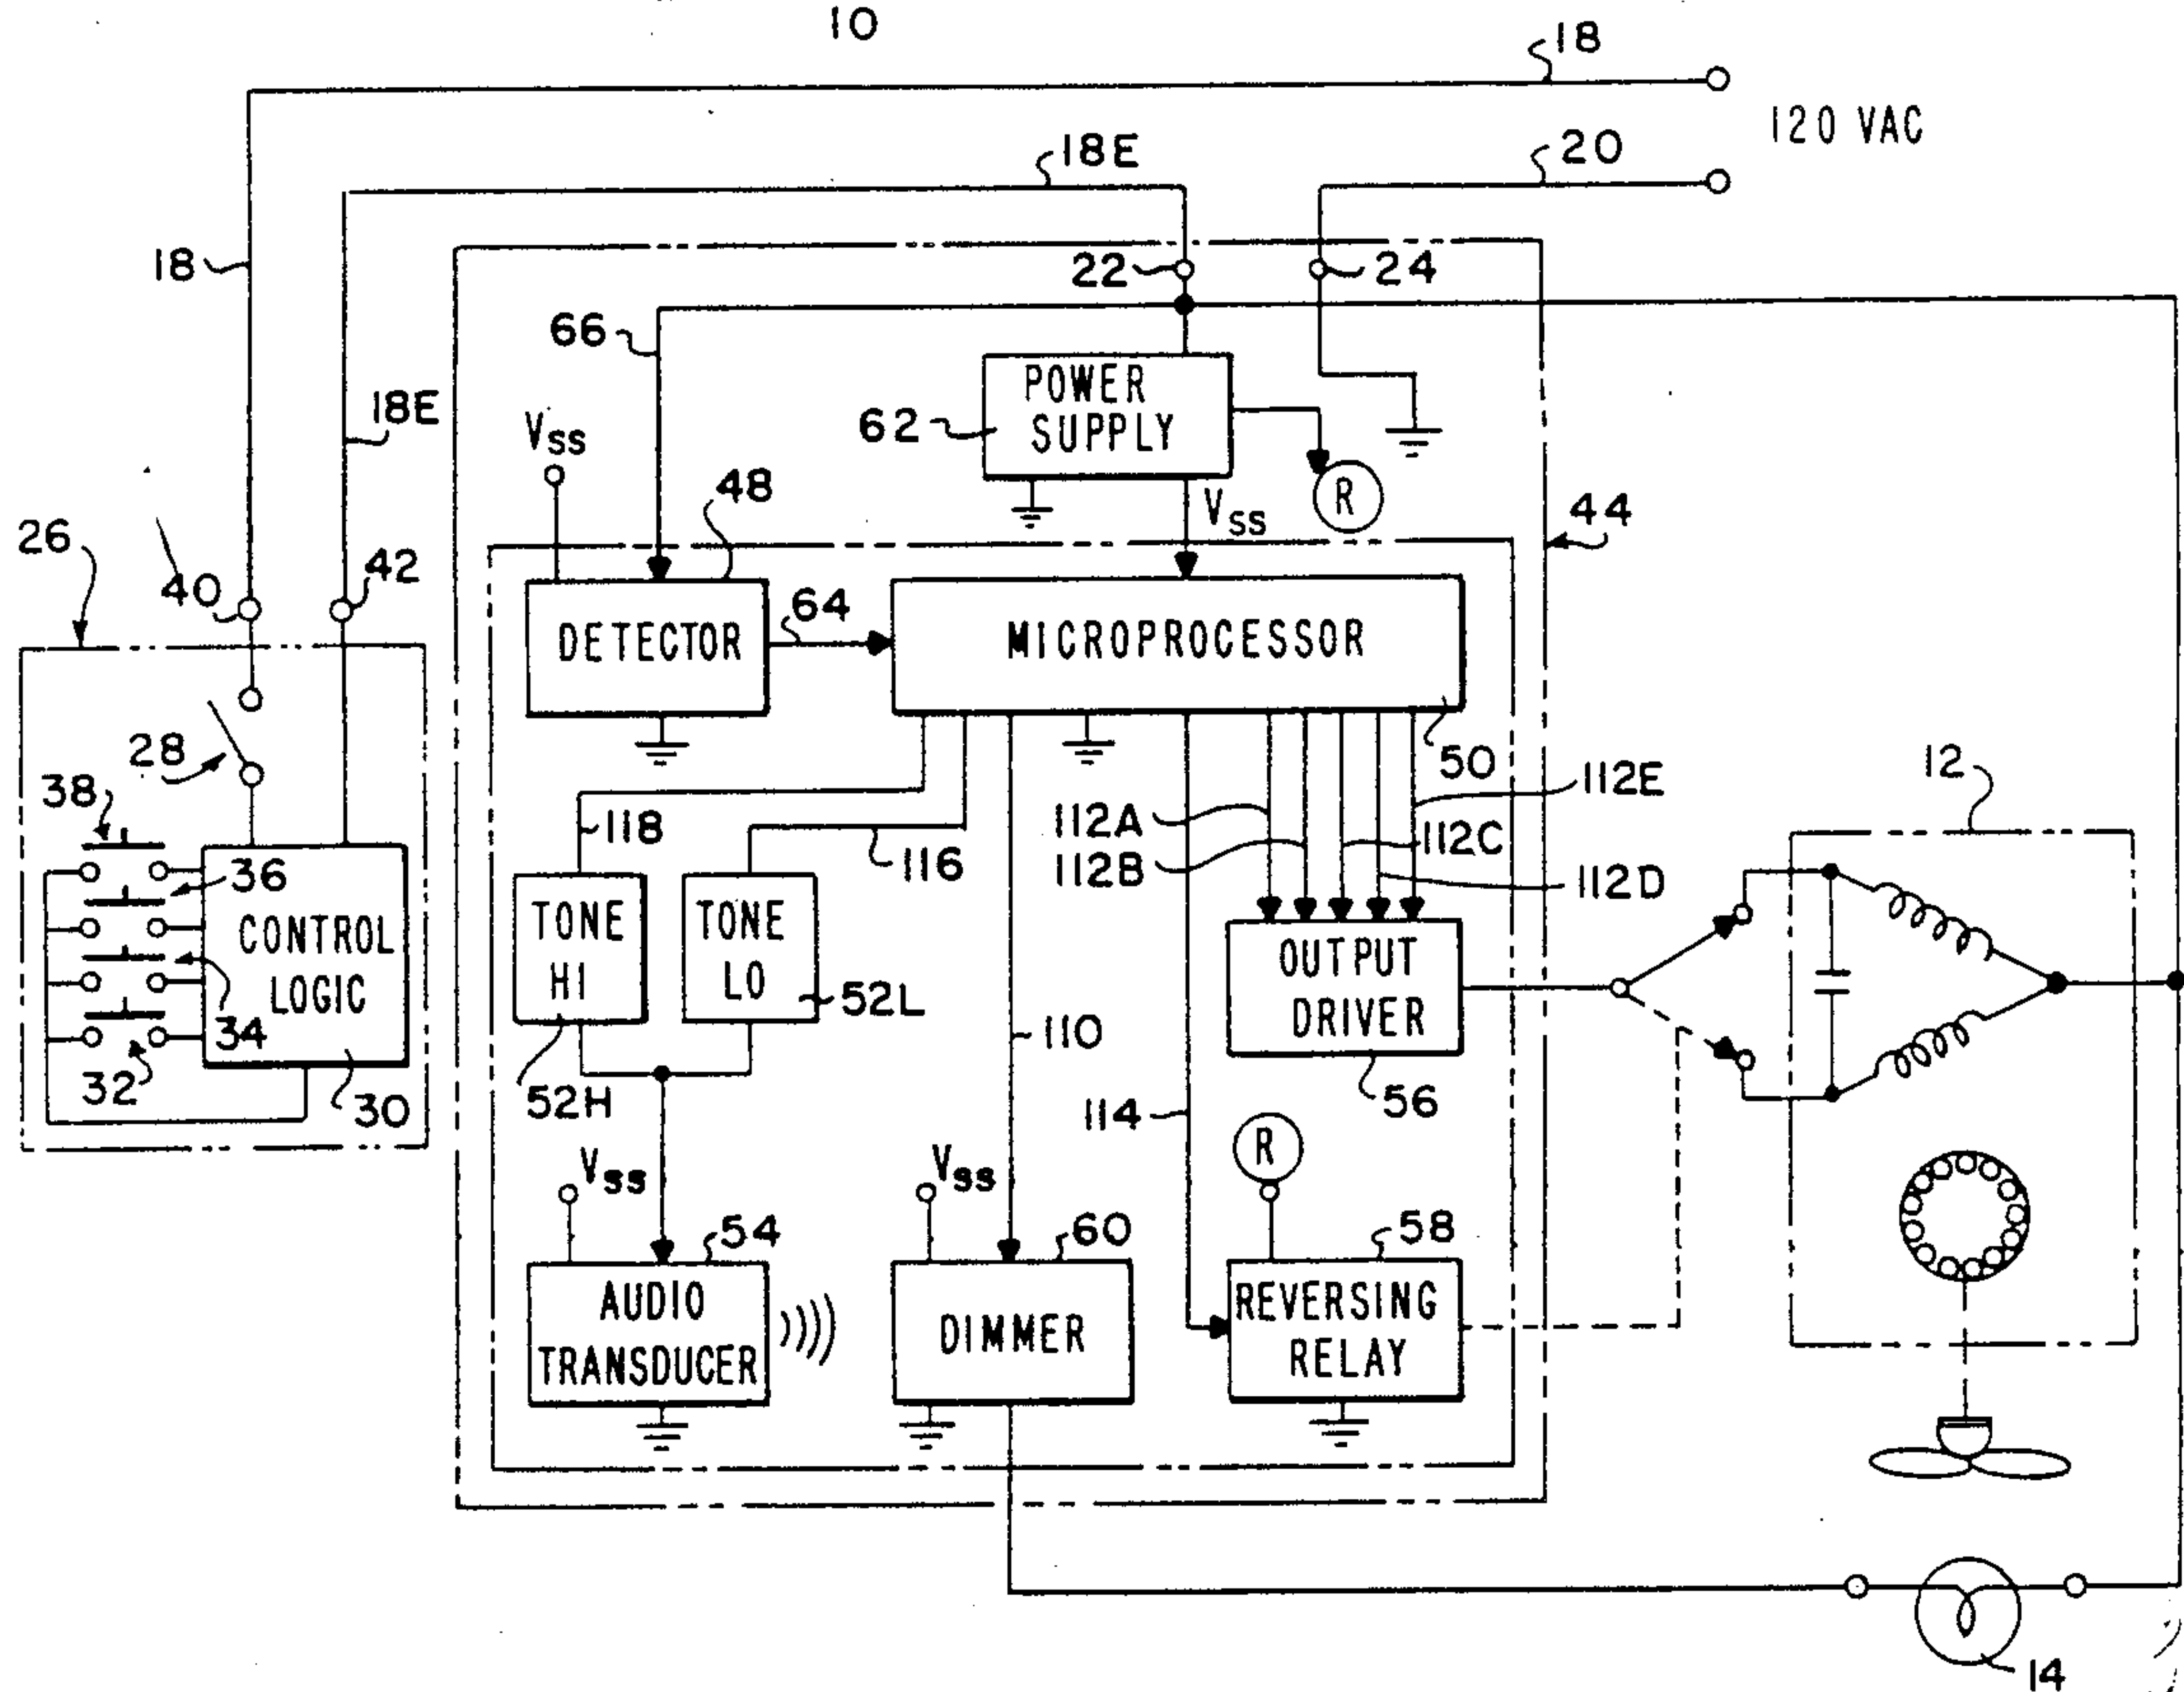 10
18
120 VAC
18E
20
18
22
24
66
18E
POWER
SUPPLY
62
VSS
R
48
VSS
44
26
40
42
DETECTOR
64
MICROPROCESSOR
28
50
12
38
118
116
112A
112B
112C
112E
112D
36
CONTROL
LOGIC
34
32
30
TONE
HI
TONE
LO
52L
52H
110
OUTPUT
DRIVER
56
114
R
VSS
VSS
54
60
58
AUDIO
TRANSDUCER
DIMMER
REVERSING
RELAY
14